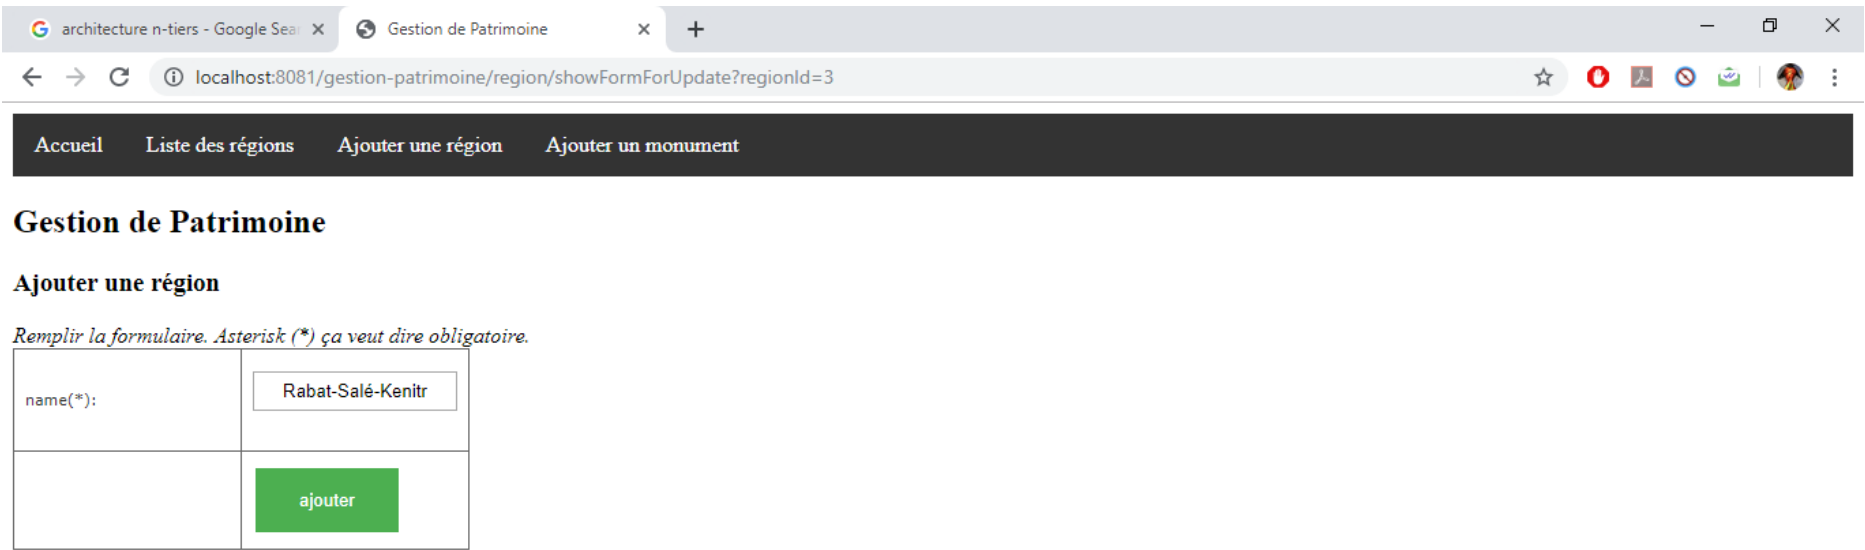 architecture n-tiers - Google Sear
Gestion de Patrimoine
localhost:8081/gestion-patrimoine/region/showFormForUpdate?regionId=3
Accueil Liste des régions Ajouter une région Ajouter un monument
Gestion de Patrimoine
Ajouter une région
Remplir la formulaire. Asterisk (*) ça veut dire obligatoire.
name(*): Rabat-Salé-Kenitr
ajouter